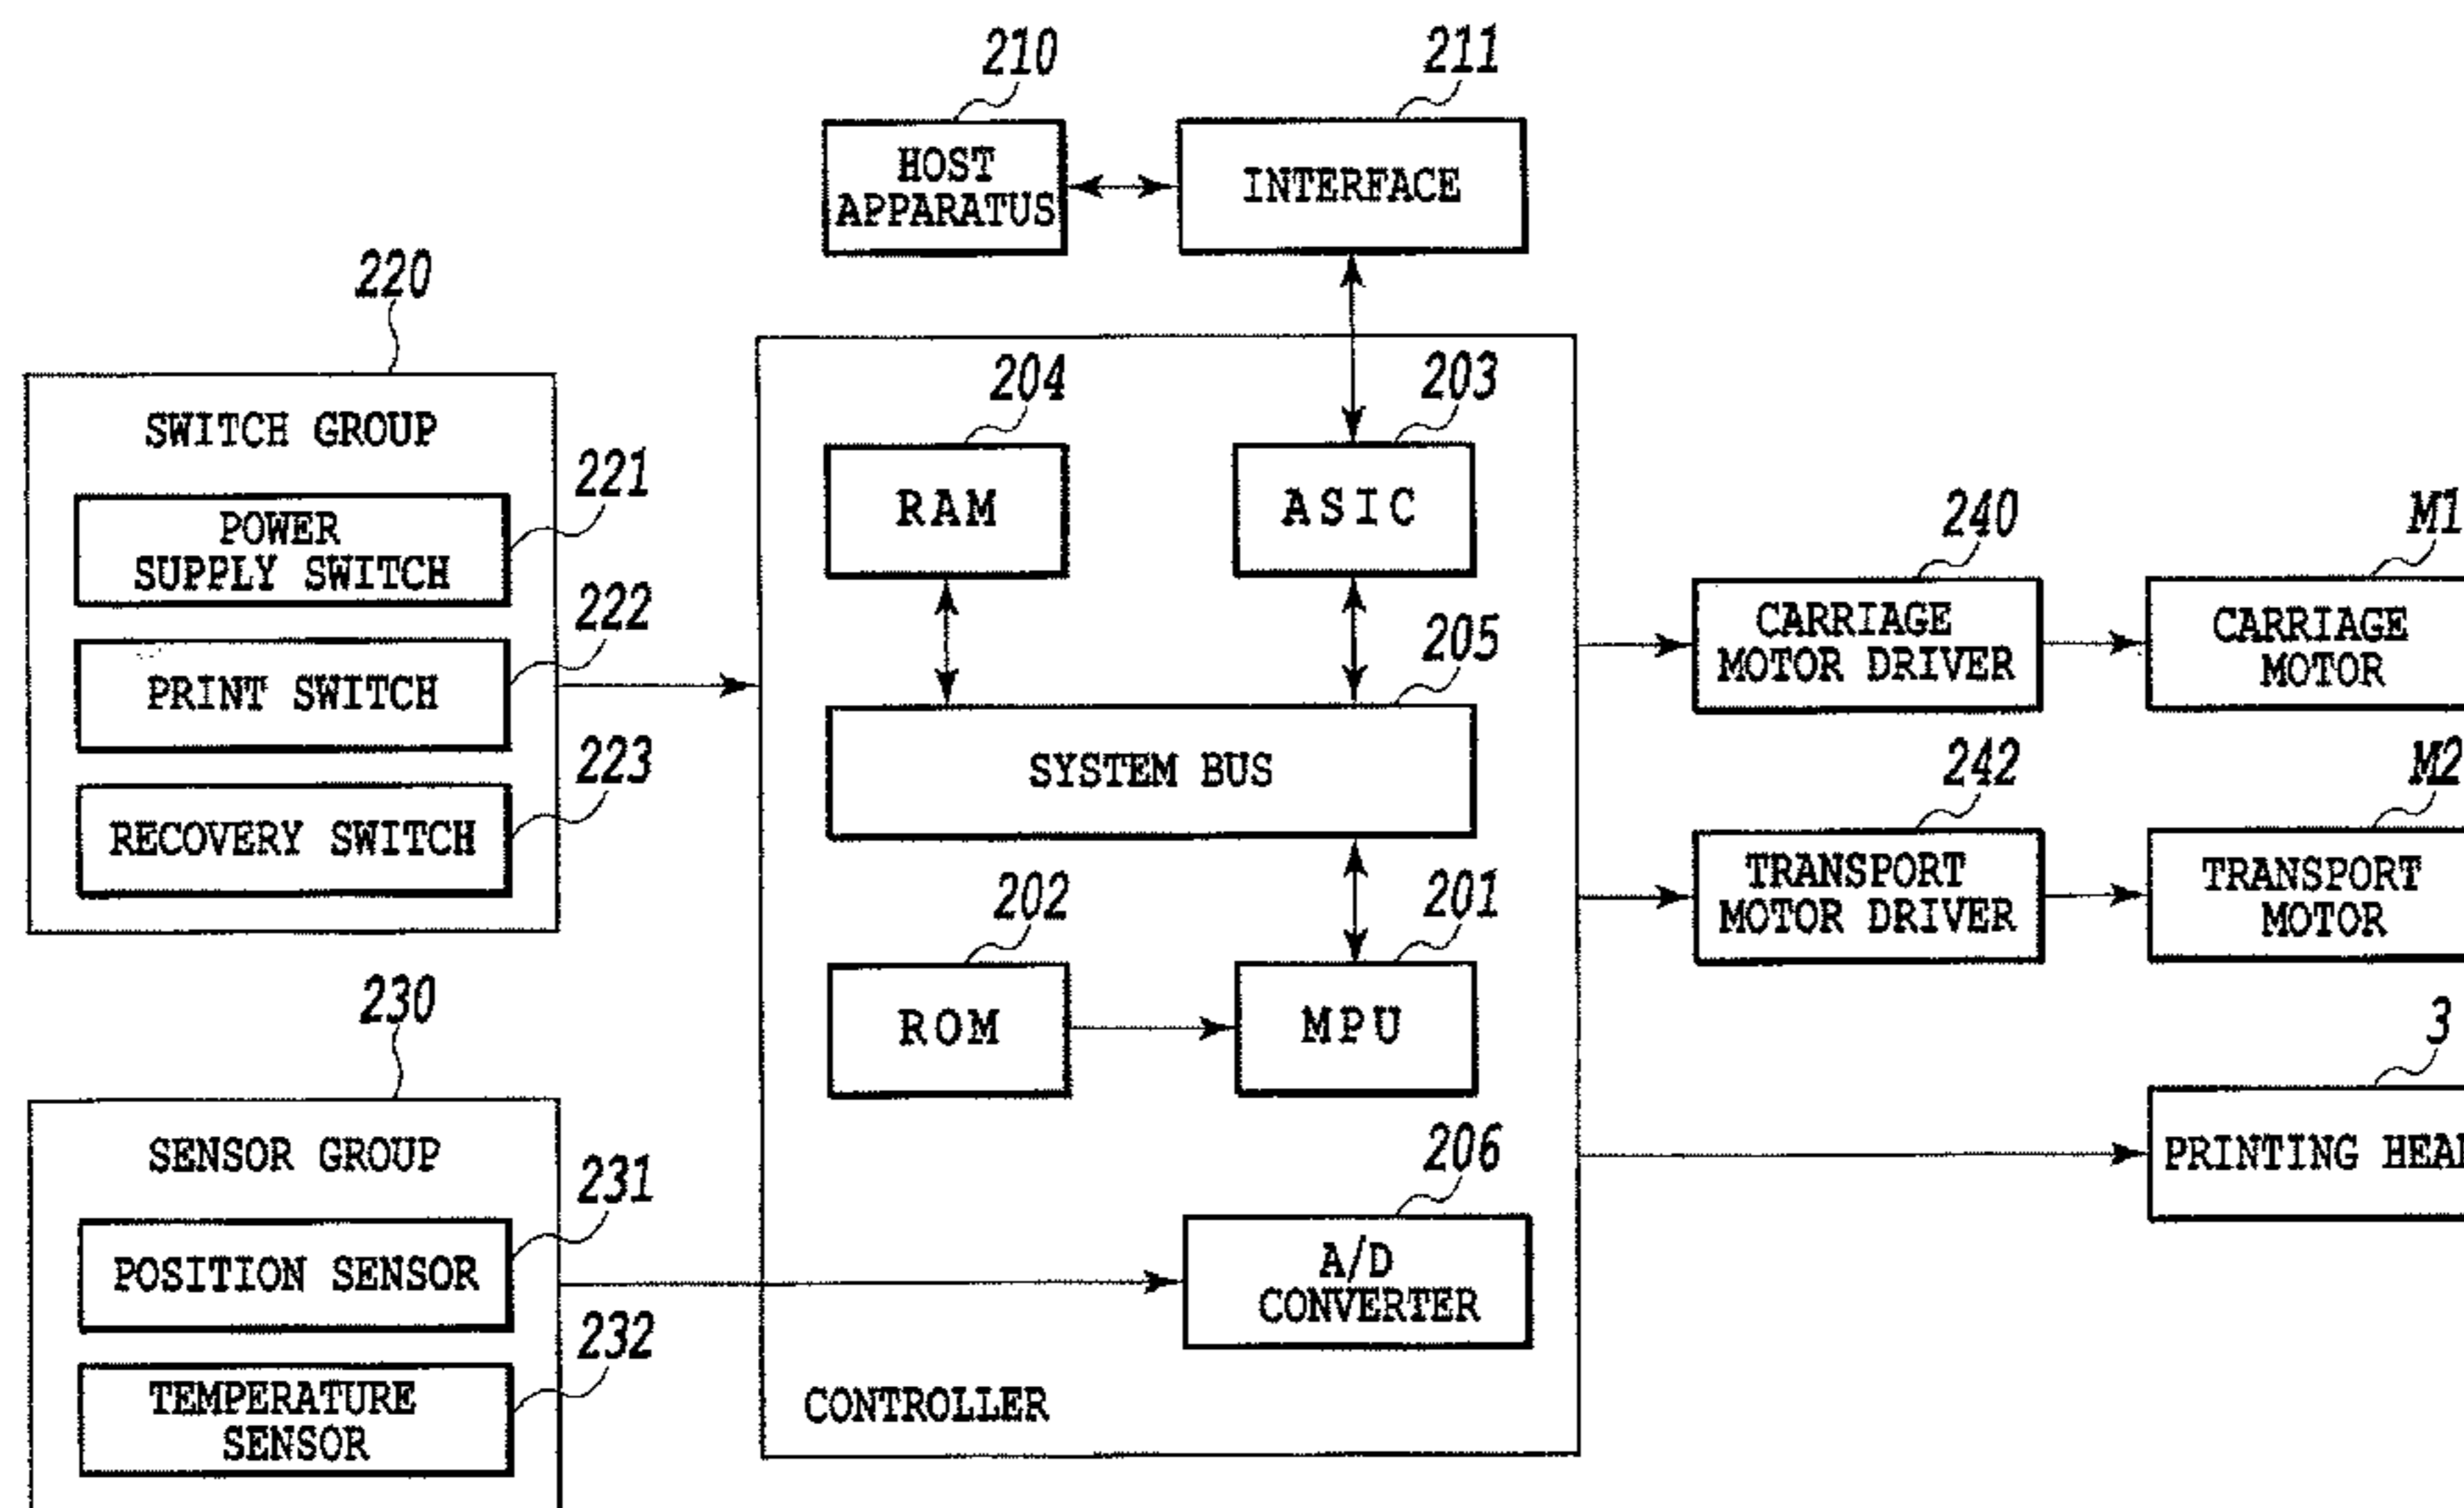 210
211
HOST
APPARATUS
INTERFACE
220
SWITCH GROUP
221
POWER
SUPPLY SWITCH
222
PRINT SWITCH
223
RECOVERY SWITCH
230
SENSOR GROUP
231
POSITION SENSOR
232
TEMPERATURE
SENSOR
204
203
RAM
ASIC
205
SYSTEM BUS
202
201
ROM
MPU
206
A/D
CONVERTER
CONTROLLER
240
M1
CARRIAGE
MOTOR DRIVER
CARRIAGE
MOTOR
242
M2
TRANSPORT
MOTOR DRIVER
TRANSPORT
MOTOR
3
PRINTING HEAD